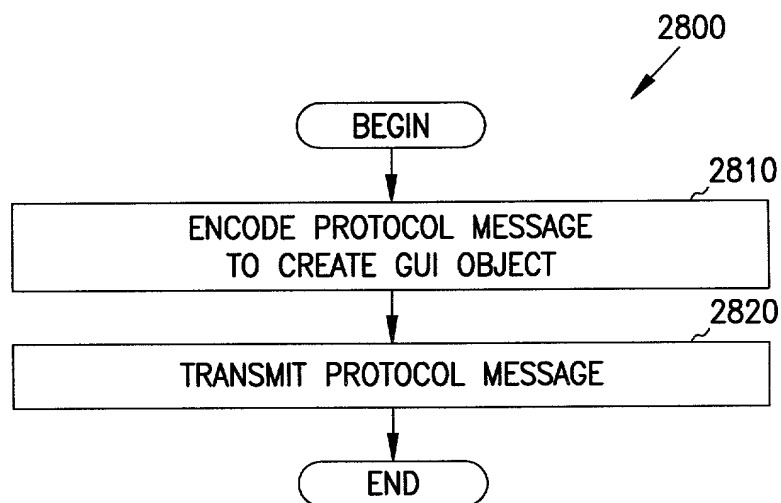 2800
BEGIN
2810
ENCODE PROTOCOL MESSAGE
TO CREATE GUI OBJECT
2820
TRANSMIT PROTOCOL MESSAGE
END